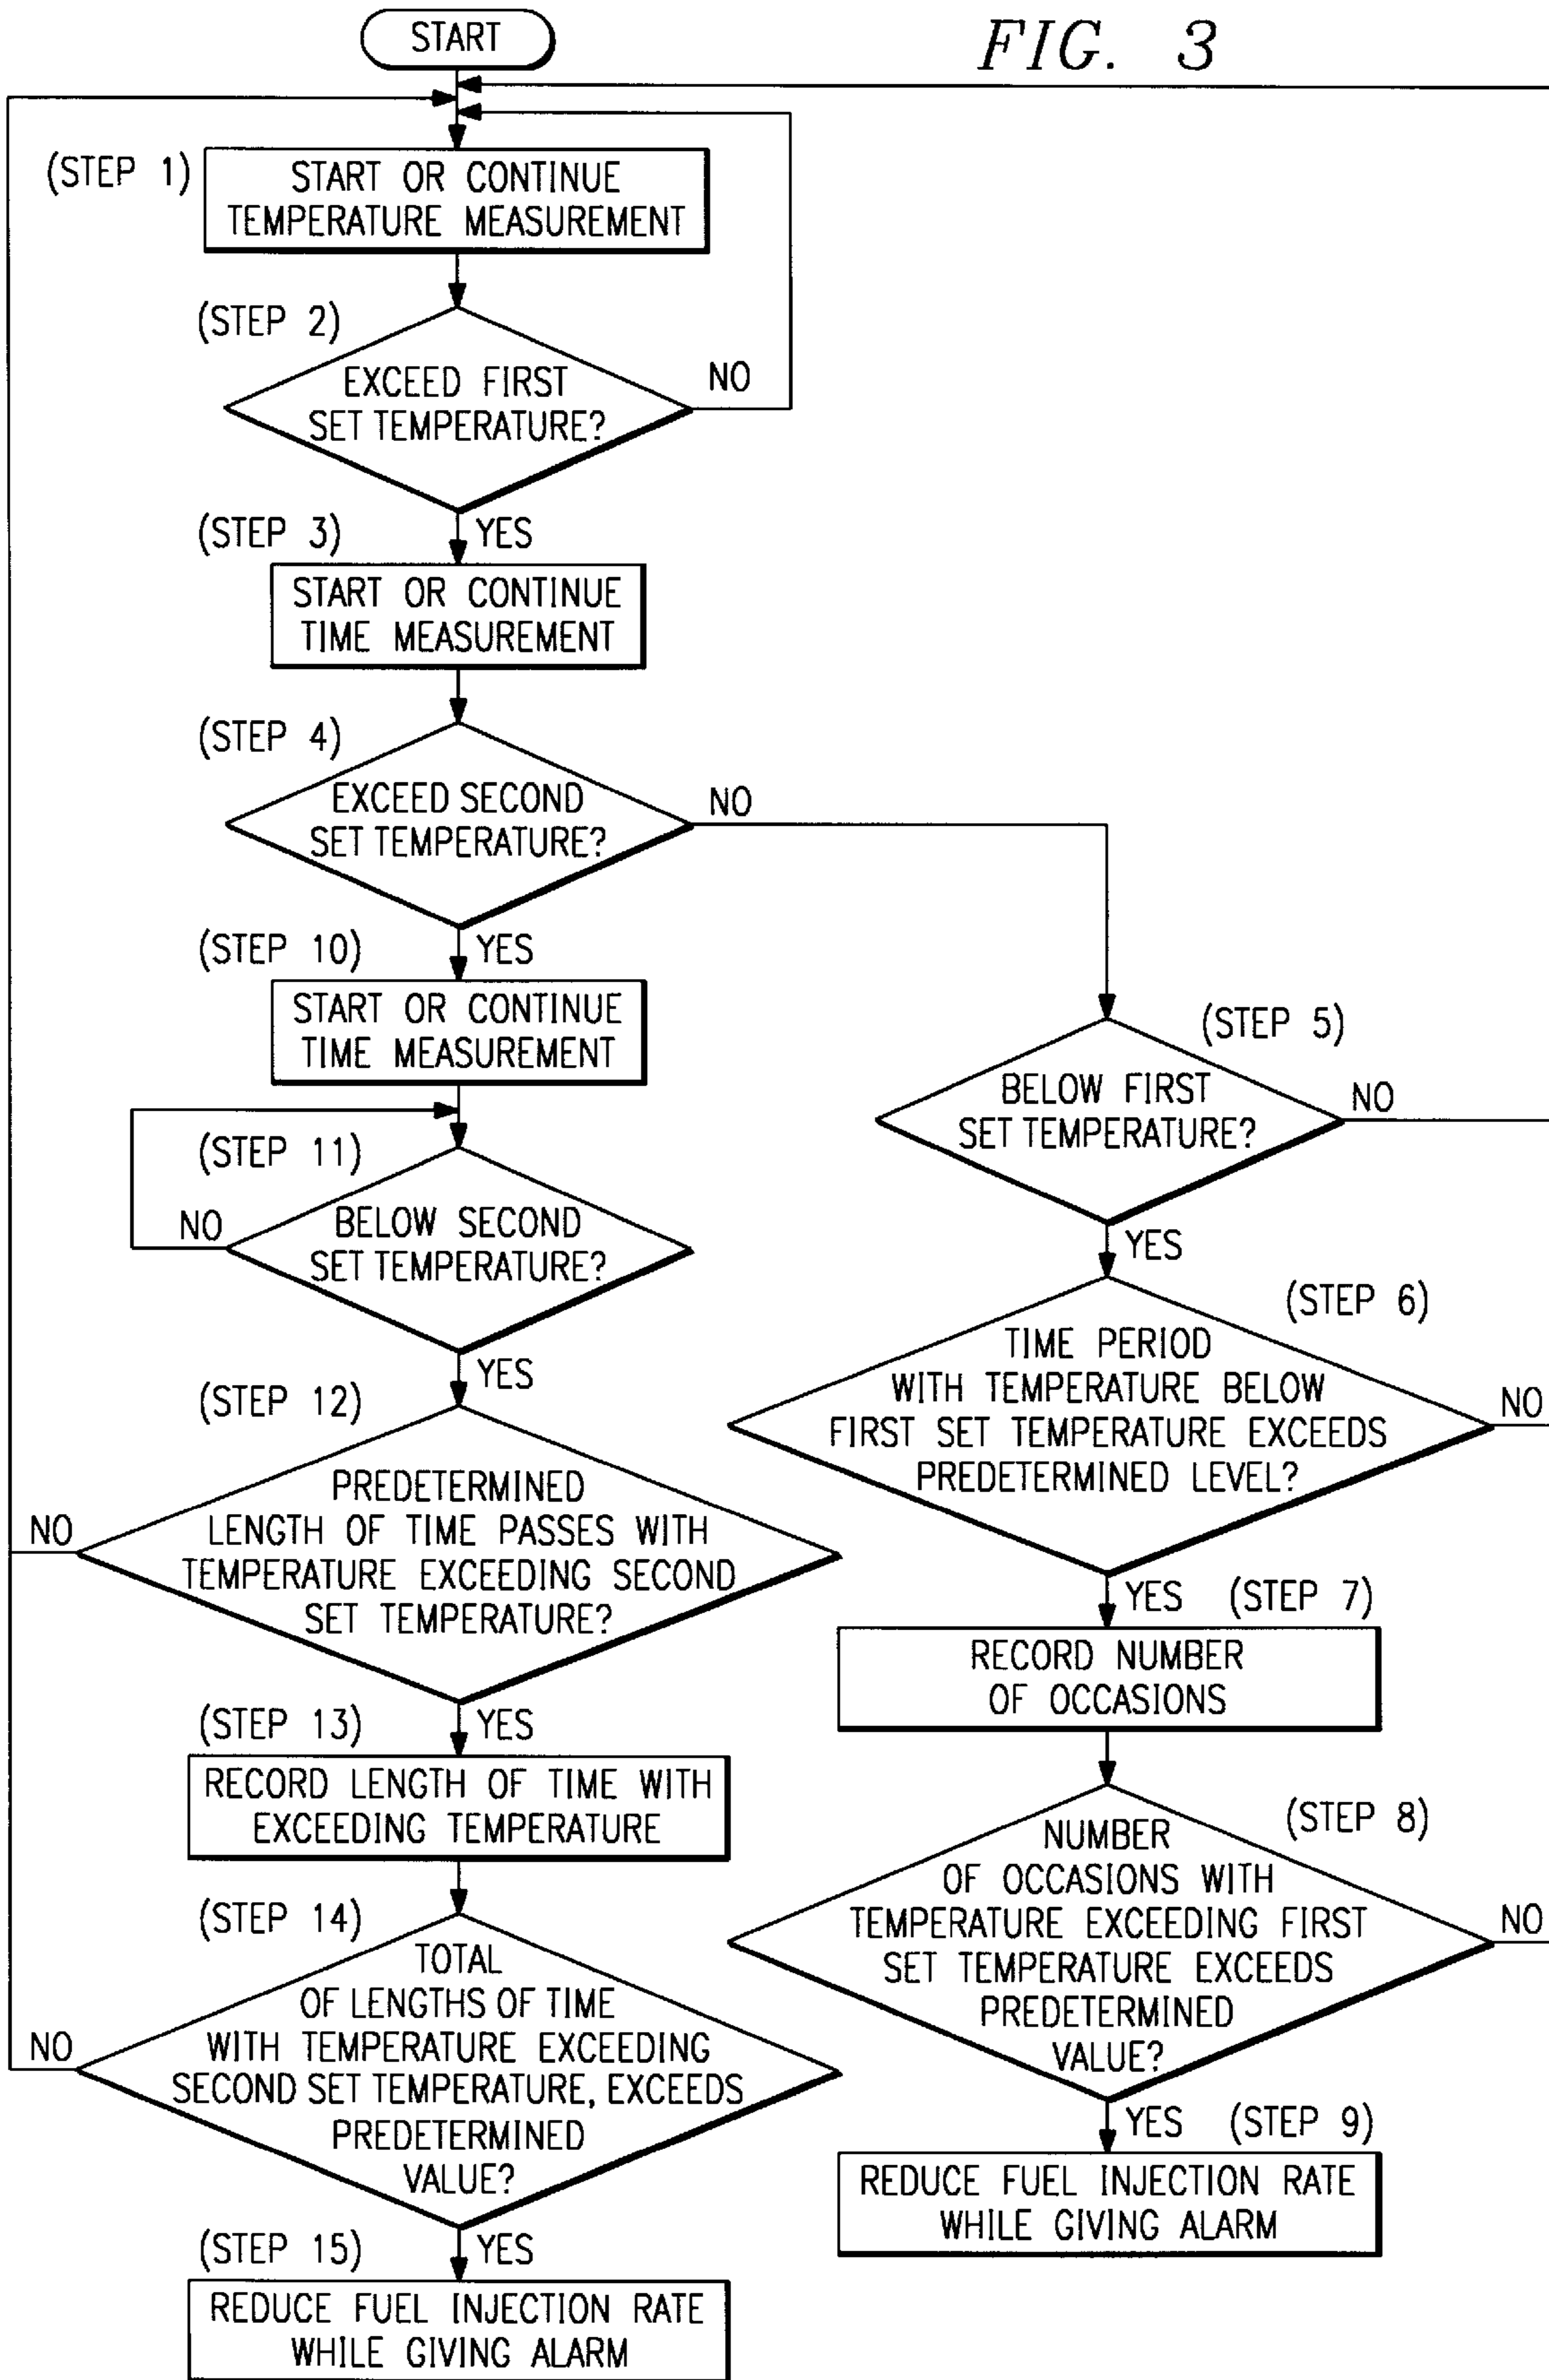 START
FIG. 3
(STEP 1)
START OR CONTINUE
TEMPERATURE MEASUREMENT
(STEP 2)
EXCEED FIRST
SET TEMPERATURE?
NO
(STEP 3)
YES
START OR CONTINUE
TIME MEASUREMENT
(STEP 4)
EXCEED SECOND
SET TEMPERATURE?
NO
(STEP 10)
YES
START OR CONTINUE
TIME MEASUREMENT
(STEP 11)
BELOW SECOND
SET TEMPERATURE?
NO
YES
(STEP 12)
PREDETERMINED
LENGTH OF TIME PASSES WITH
TEMPERATURE EXCEEDING SECOND
SET TEMPERATURE?
NO
(STEP 13)
YES
RECORD LENGTH OF TIME WITH
EXCEEDING TEMPERATURE
(STEP 14)
TOTAL
OF LENGTHS OF TIME
WITH TEMPERATURE EXCEEDING
SECOND SET TEMPERATURE, EXCEEDS
PREDETERMINED
VALUE?
NO
(STEP 15)
YES
REDUCE FUEL INJECTION RATE
WHILE GIVING ALARM
(STEP 5)
BELOW FIRST
SET TEMPERATURE?
NO
YES
(STEP 6)
TIME PERIOD
WITH TEMPERATURE BELOW
FIRST SET TEMPERATURE EXCEEDS
PREDETERMINED LEVEL?
NO
YES
(STEP 7)
RECORD NUMBER
OF OCCASIONS
(STEP 8)
NUMBER
OF OCCASIONS WITH
TEMPERATURE EXCEEDING FIRST
SET TEMPERATURE EXCEEDS
PREDETERMINED
VALUE?
NO
YES
(STEP 9)
REDUCE FUEL INJECTION RATE
WHILE GIVING ALARM